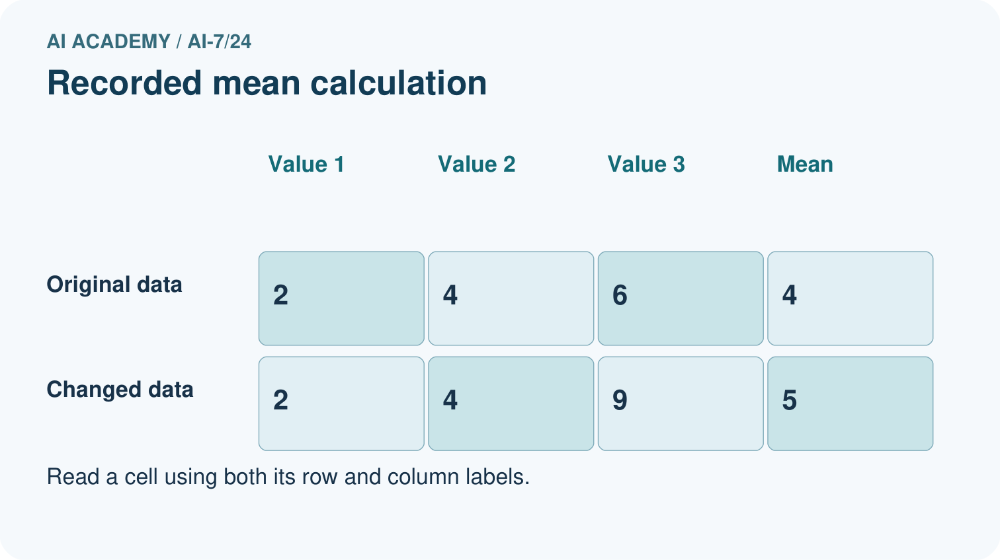 AI ACADEMY / AI-7/24
Recorded mean calculation
Value 1 Value 2 Value 3 Mean
Original data 2 4 6 4
Changed data 2 4 9 5
Read a cell using both its row and column labels.